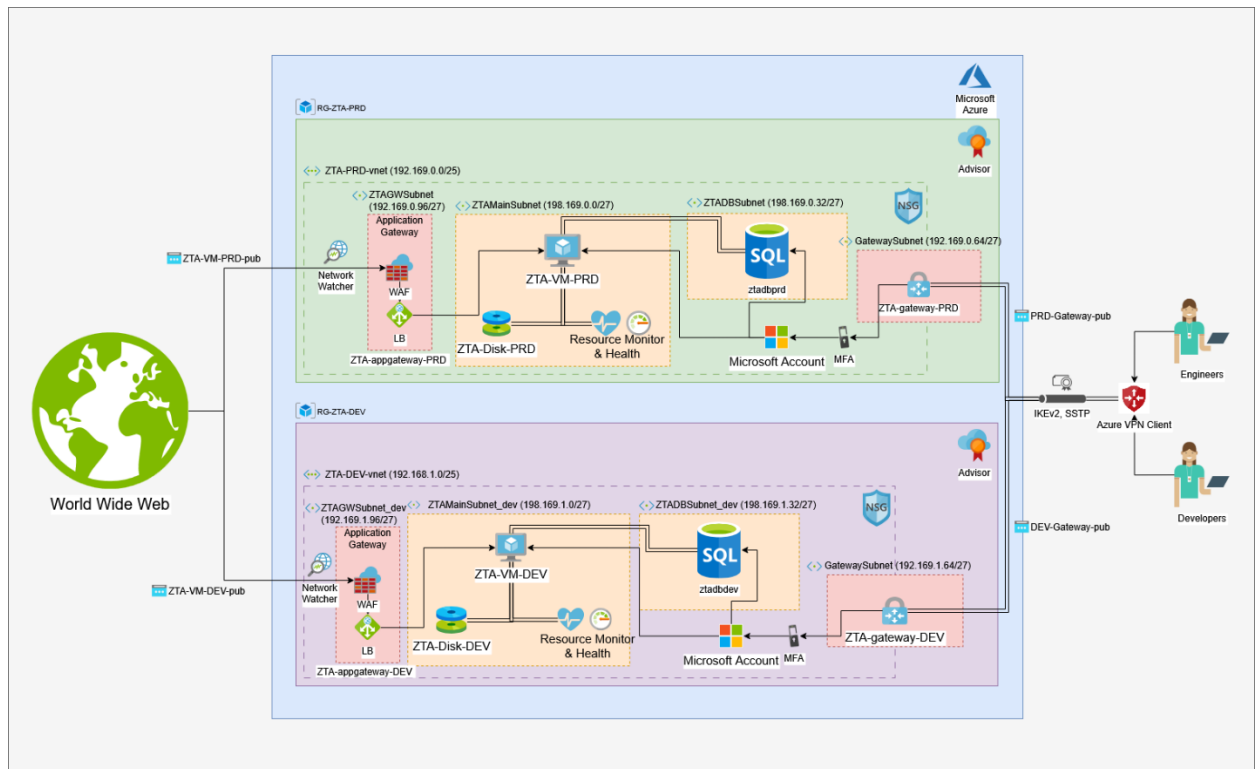 Microsoft
Azure
RG-ZTA-PRD
Advisor
ZTA-PRD-vnet (192.169.0.0/25)
ZTAGWSubnet
(192.169.0.96/27)
ZTAMainSubnet (198.169.0.0/27)
ZTADBSubnet (198.169.0.32/27)
NSG
Application
Gateway
GatewaySubnet (192.169.0.64/27)
ZTA-VM-PRD-pub
Network
Watcher
WAF
ZTA-VM-PRD
SQL
ztadbprd
ZTA-gateway-PRD
PRD-Gateway-pub
LB
ZTA-Disk-PRD
Resource Monitor
& Health
Microsoft Account
MFA
ZTA-appgateway-PRD
Engineers
World Wide Web
IKEv2, SSTP
Azure VPN Client
RG-ZTA-DEV
Advisor
ZTA-DEV-vnet (192.168.1.0/25)
ZTAGWSubnet_dev
(192.169.1.96/27)
ZTAMainSubnet_dev (198.169.1.0/27)
ZTADBSubnet_dev (198.169.1.32/27)
NSG
Developers
DEV-Gateway-pub
Application
Gateway
SQL
GatewaySubnet (192.169.1.64/27)
ZTA-VM-DEV-pub
Network
Watcher
WAF
ZTA-VM-DEV
ztadbdev
LB
ZTA-Disk-DEV
Resource Monitor
& Health
Microsoft Account
MFA
ZTA-gateway-DEV
ZTA-appgateway-DEV